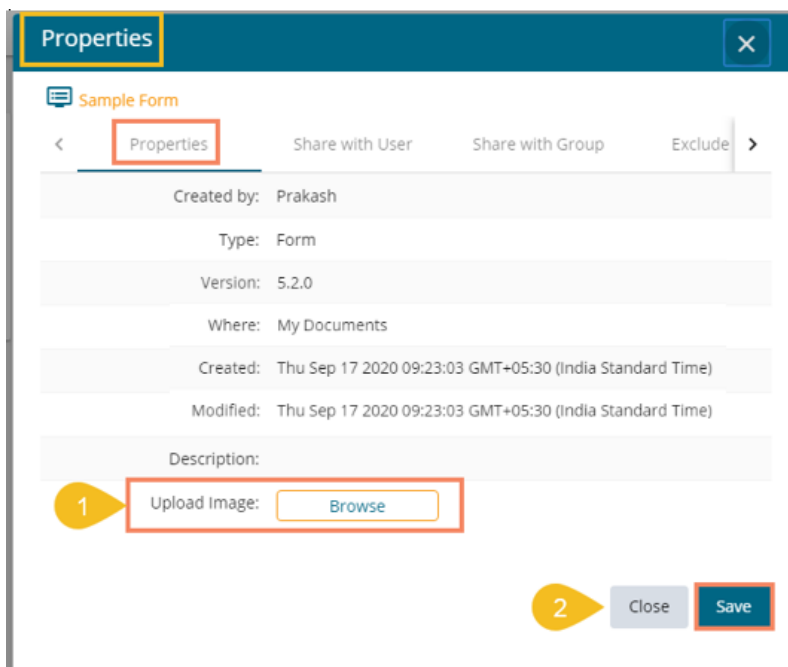 Properties
Sample Form
Properties Share with User Share with Group Exclude
Created by: Prakash
Type: Form
Version: 5.2.0
Where: My Documents
Created: Thu Sep 17 2020 09:23:03 GMT+05:30 (India Standard Time)
Modified: Thu Sep 17 2020 09:23:03 GMT+05:30 (India Standard Time)
Description:
1 Upload Image: Browse
2 Close Save